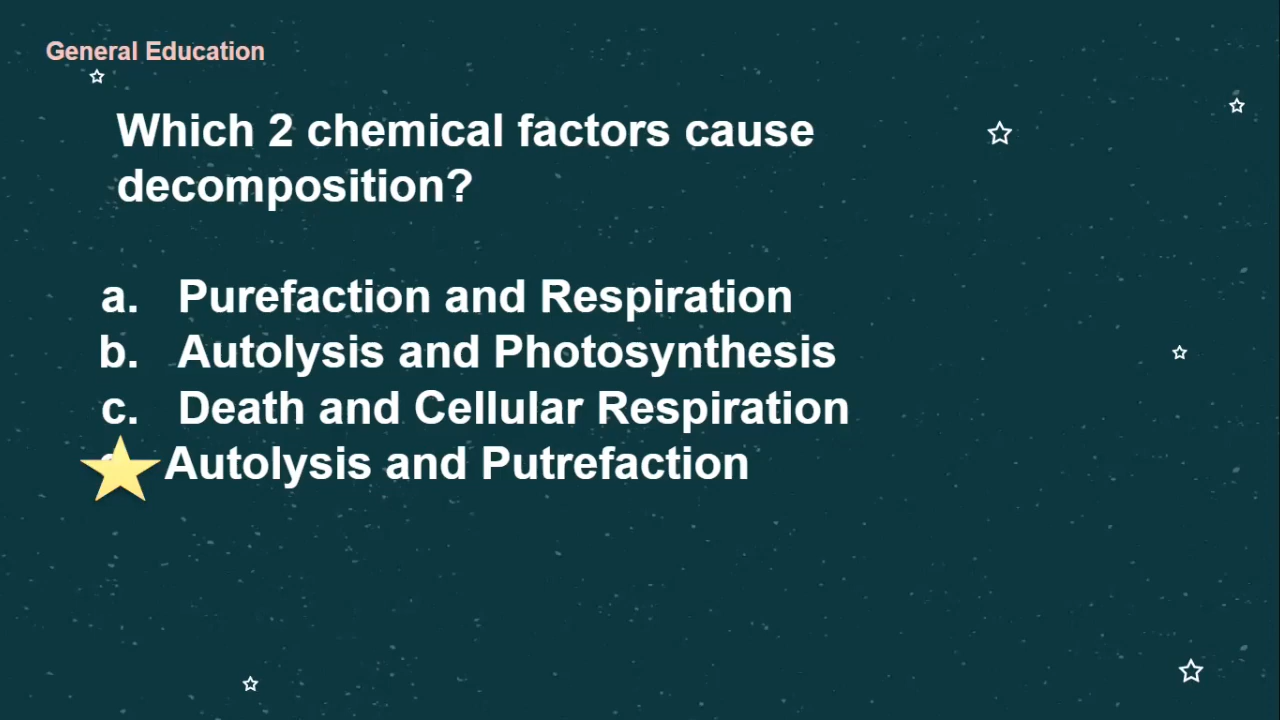 General Education
Which 2 chemical factors cause
decomposition?
a. Purefaction and Respiration
b. Autolysis and Photosynthesis
c. Death and Cellular Respiration
Autolysis and Putrefaction